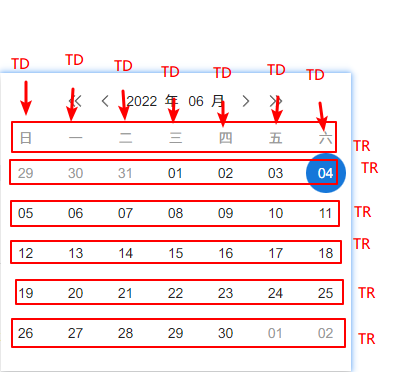 TD TD TD TD TD TD TD
2022 年 06 月
日 一 二 三 四 五 六 TR
29 30 31 01 02 03 04 TR
05 06 07 08 09 10 11 TR
12 13 14 15 16 17 18 TR
19 20 21 22 23 24 25 TR
26 27 28 29 30 01 02 TR